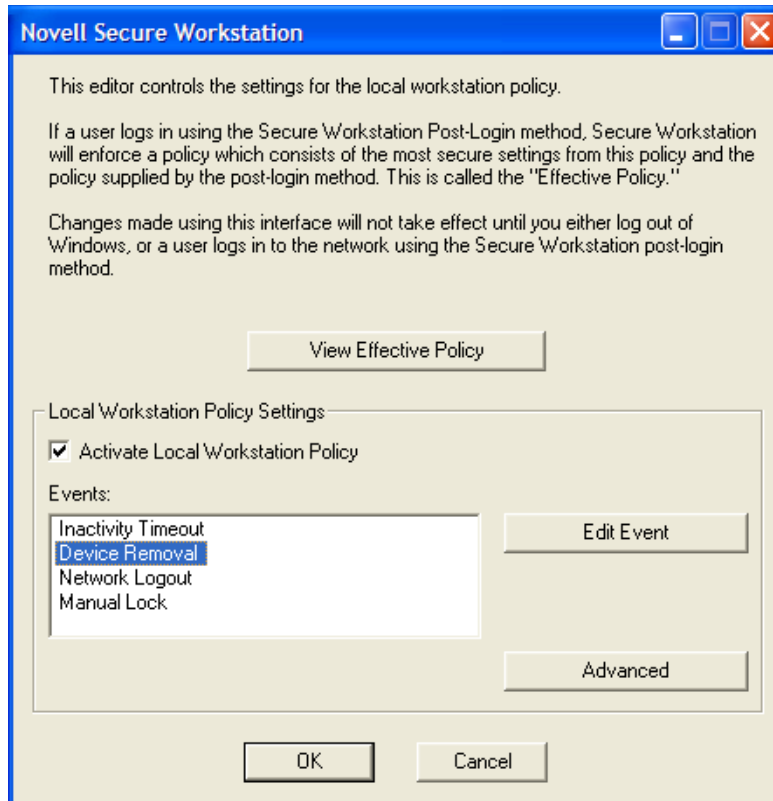 Novell Secure Workstation
This editor controls the settings for the local workstation policy.
If a user logs in using the Secure Workstation Post-Login method, Secure Workstation
will enforce a policy which consists of the most secure settings from this policy and the
policy supplied by the post-login method. This is called the "Effective Policy."
Changes made using this interface will not take effect until you either log out of
Windows, or a user logs in to the network using the Secure Workstation post-login
method.
View Effective Policy
Local Workstation Policy Settings
Activate Local Workstation Policy
Events:
Inactivity Timeout
Device Removal
Network Logout
Manual Lock
Edit Event
Advanced
OK
Cancel